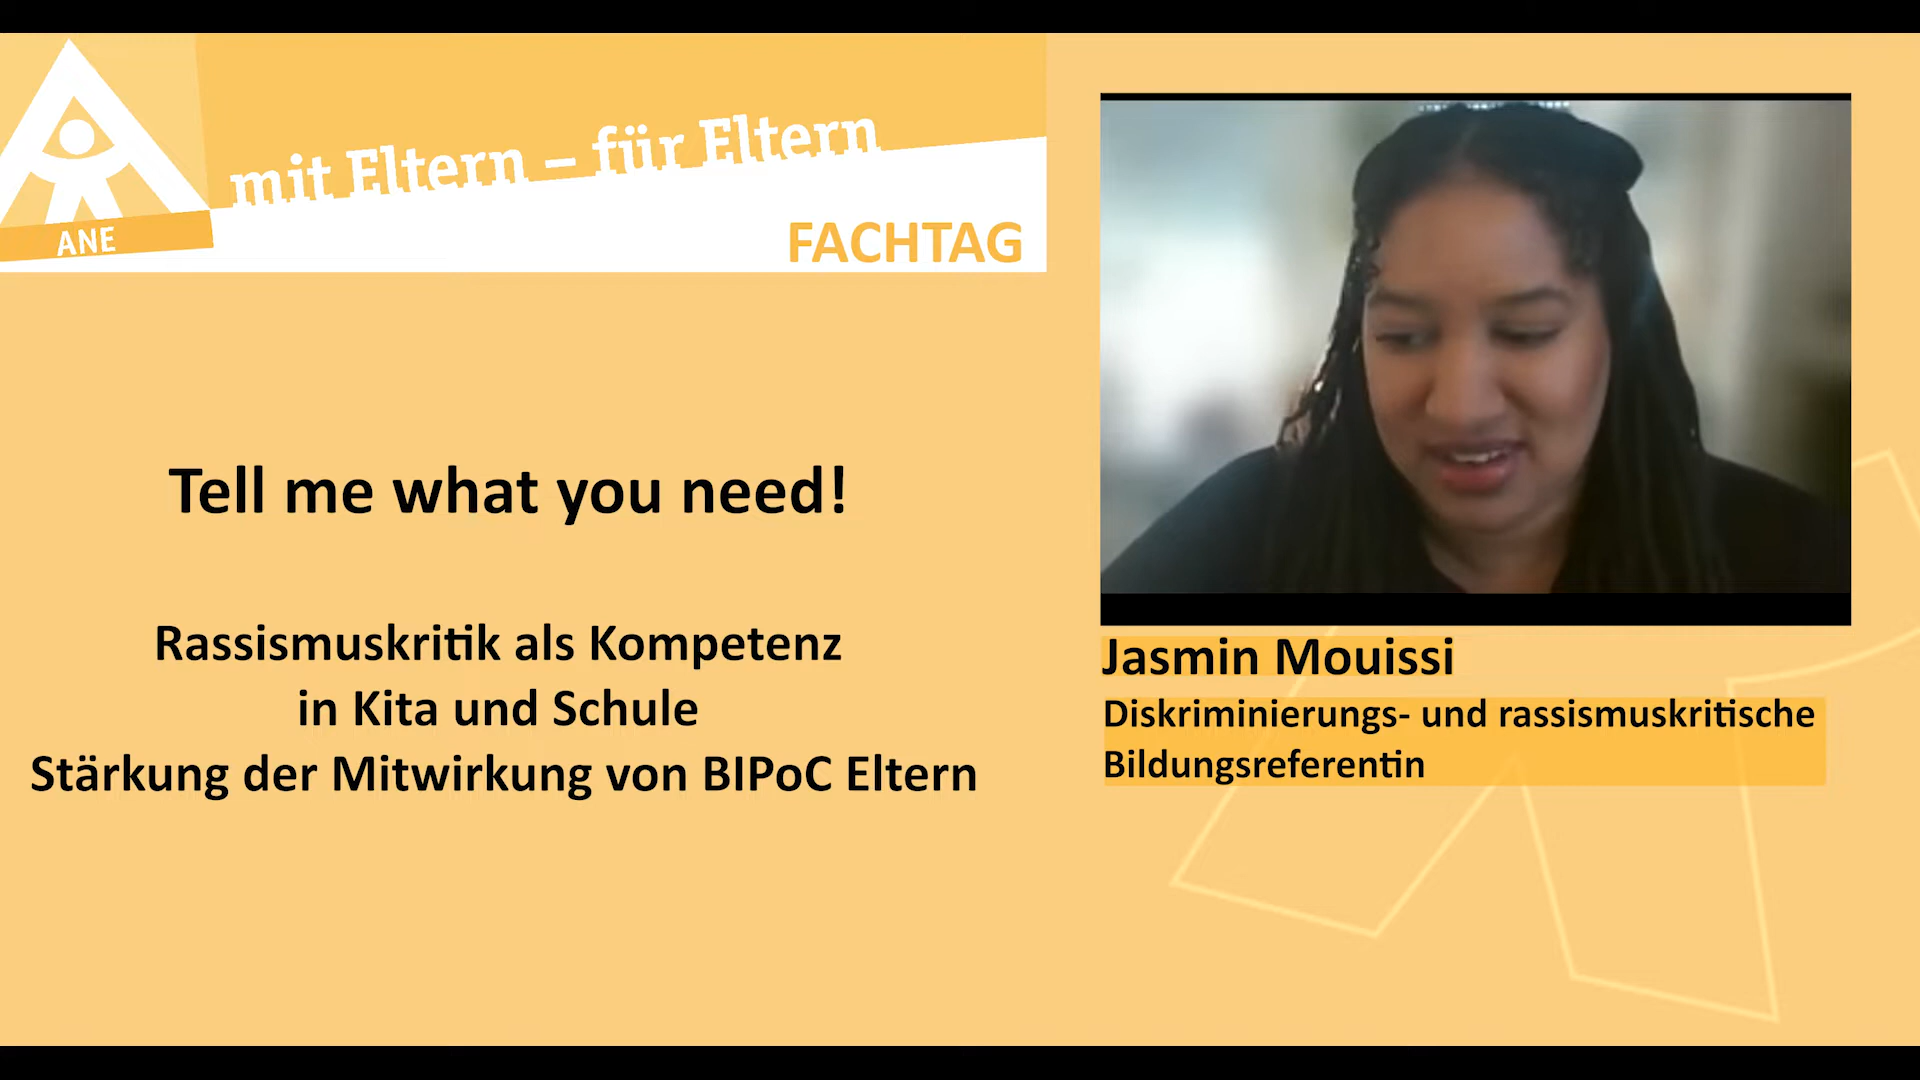 mit Eltern – für Eltern
ANE
FACHTAG
Tell me what you need!
Rassismuskritik als Kompetenz
in Kita und Schule
Stärkung der Mitwirkung von BIPoC Eltern
Jasmin Mouissi
Diskriminierungs- und rassismuskritische
Bildungsreferentin